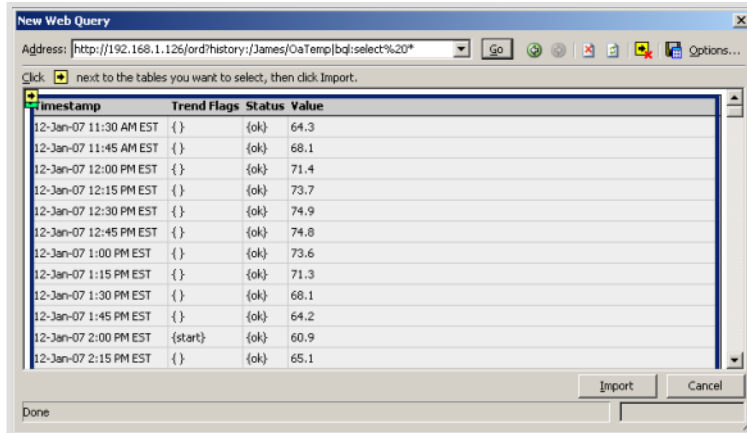 New Web Query
Address: http://192.168.1.126/ord?history:/James/OaTemp|bql:select%20* Go Options...
Click next to the tables you want to select, then click Import.
Timestamp Trend Flags Status Value
12-Jan-07 11:30 AM EST { } {ok} 64.3
12-Jan-07 11:45 AM EST { } {ok} 68.1
12-Jan-07 12:00 PM EST { } {ok} 71.4
12-Jan-07 12:15 PM EST { } {ok} 73.7
12-Jan-07 12:30 PM EST { } {ok} 74.9
12-Jan-07 12:45 PM EST { } {ok} 74.8
12-Jan-07 1:00 PM EST { } {ok} 73.6
12-Jan-07 1:15 PM EST { } {ok} 71.3
12-Jan-07 1:30 PM EST { } {ok} 68.1
12-Jan-07 1:45 PM EST { } {ok} 64.2
12-Jan-07 2:00 PM EST {start} {ok} 60.9
12-Jan-07 2:15 PM EST { } {ok} 65.1
Import Cancel
Done